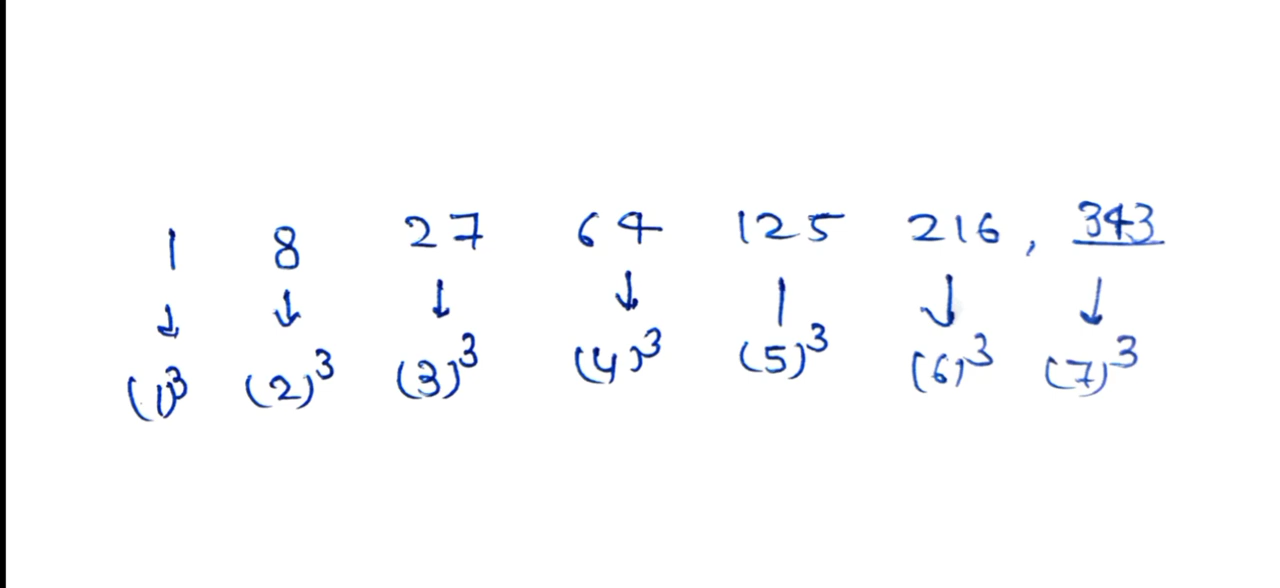 1 8 27 64 125 216, 343
↓ ↓ ↓ ↓ | ↓ ↓
(1)³ (2)³ (3)³ (4)³ (5)³ (6)³ (7)³